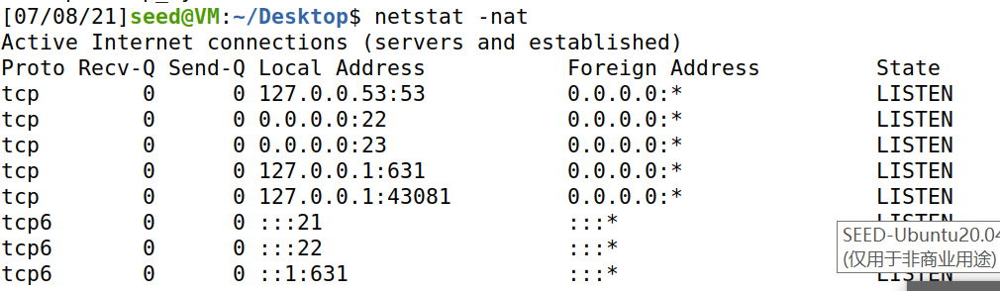 [07/08/21]seed@VM:~/Desktop$ netstat -nat
Active Internet connections (servers and established)
Proto Recv-Q Send-Q Local Address           Foreign Address         State
tcp        0      0 127.0.0.53:53           0.0.0.0:*               LISTEN
tcp        0      0 0.0.0.0:22              0.0.0.0:*               LISTEN
tcp        0      0 0.0.0.0:23              0.0.0.0:*               LISTEN
tcp        0      0 127.0.0.1:631           0.0.0.0:*               LISTEN
tcp        0      0 127.0.0.1:43081         0.0.0.0:*               LISTEN
tcp6       0      0 :::21                   :::*                    LISTEN
tcp6       0      0 :::22                   :::*
tcp6       0      0 ::1:631                 :::*                    LISTEN
SEED-Ubuntu20.04
(仅用于非商业用途)